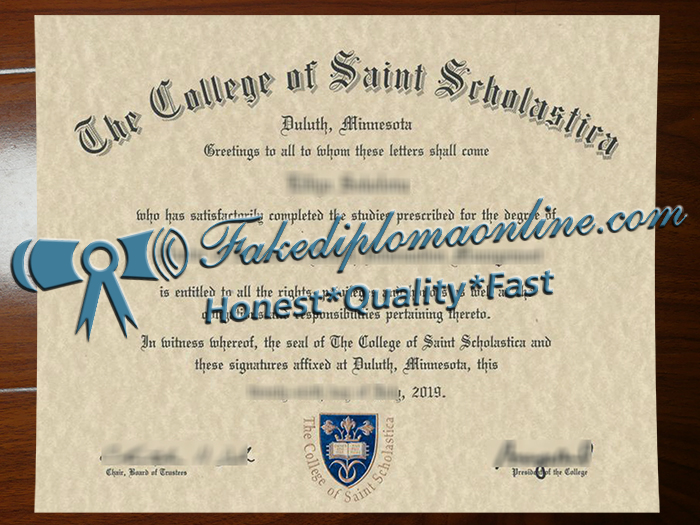 The College of Saint Scholastica
Duluth, Minnesota
Greetings to all to whom these letters shall come
who has satisfactorily completed the studies prescribed for the degree of
Fakediplomaonline.com
Honest*Quality*Fast
is entitled to all the rights,
responsibilities pertaining thereto.
In witness whereof, the seal of The College of Saint Scholastica and
these signatures affixed at Duluth, Minnesota, this
, 2019.
The College of Saint Scholastica
Chair, Board of Trustees
President of the College